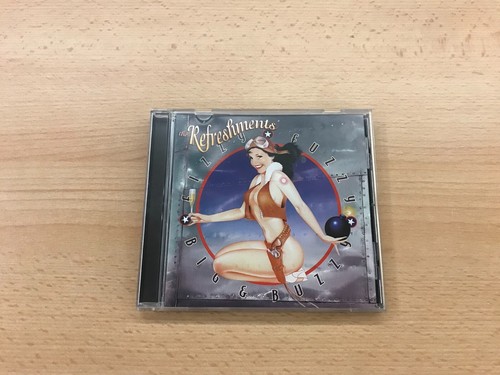 the Refreshments
Fizzy Fuzzy
Big & Buzzy